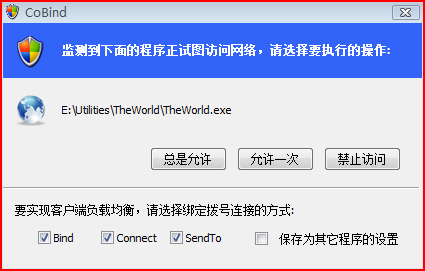 CoBind
监测到下面的程序正试图访问网络，请选择要执行的操作:
E:\Utilities\TheWorld\TheWorld.exe
总是允许 允许一次 禁止访问
要实现客户端负载均衡，请选择绑定拨号连接的方式:
Bind Connect SendTo 保存为其它程序的设置